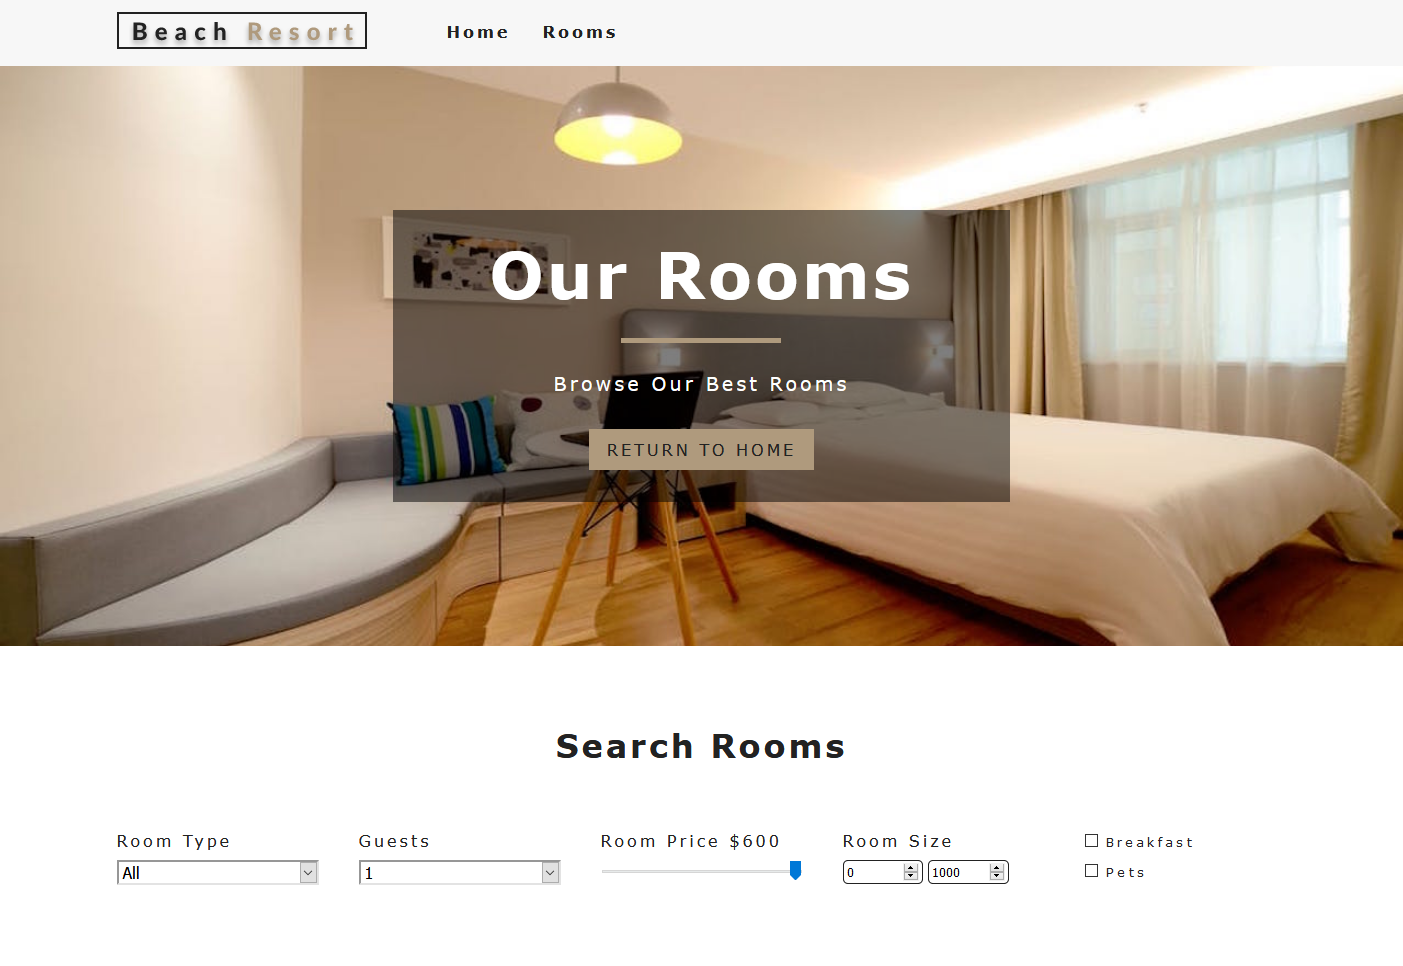 Beach Resort
Home Rooms
Our Rooms
Browse Our Best Rooms
RETURN TO HOME
Search Rooms
Room Type Guests Room Price $600 Room Size Breakfast
All 1 0 1000 Pets